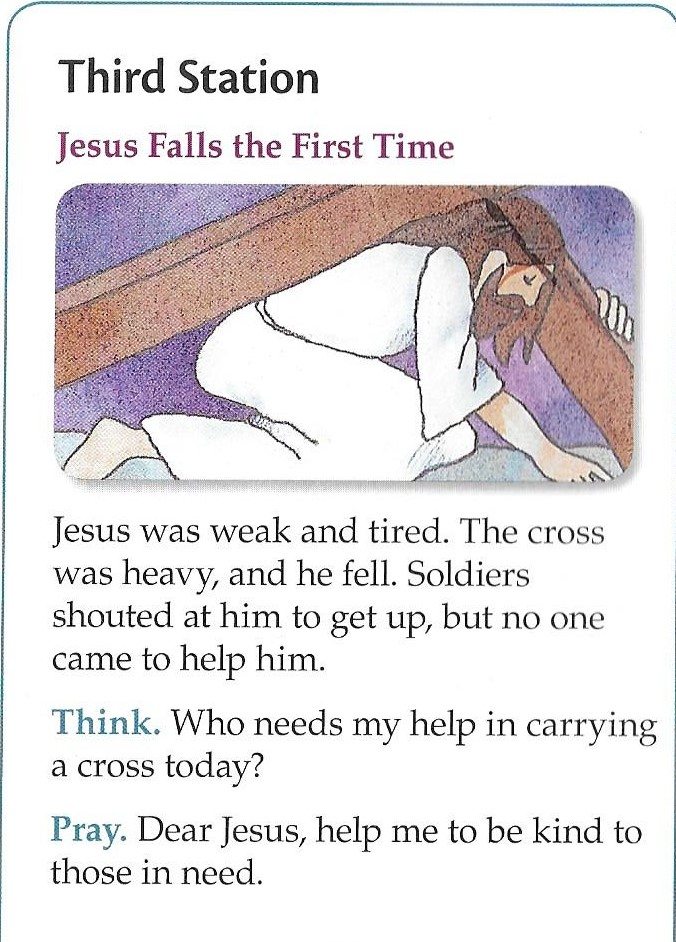 Third Station
Jesus Falls the First Time
Jesus was weak and tired. The cross
was heavy, and he fell. Soldiers
shouted at him to get up, but no one
came to help him.
Think. Who needs my help in carrying
a cross today?
Pray. Dear Jesus, help me to be kind to
those in need.